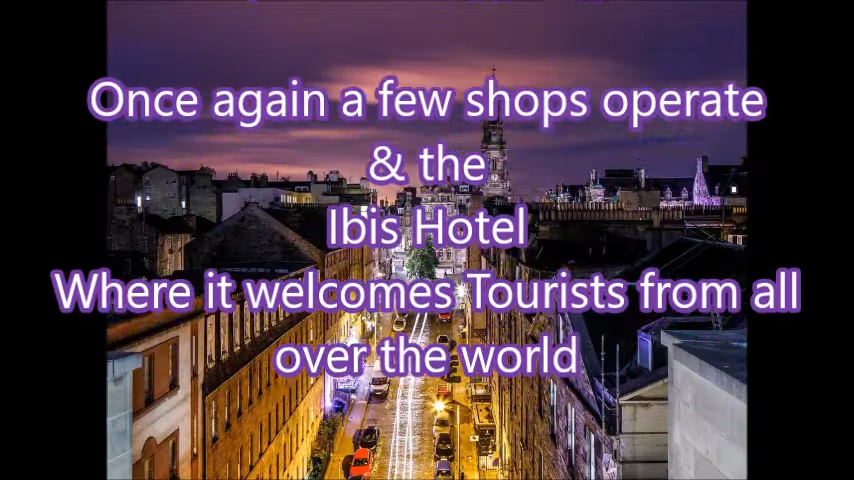 Once again a few shops operate
& the
Ibis Hotel
Where it welcomes Tourists from all
over the world